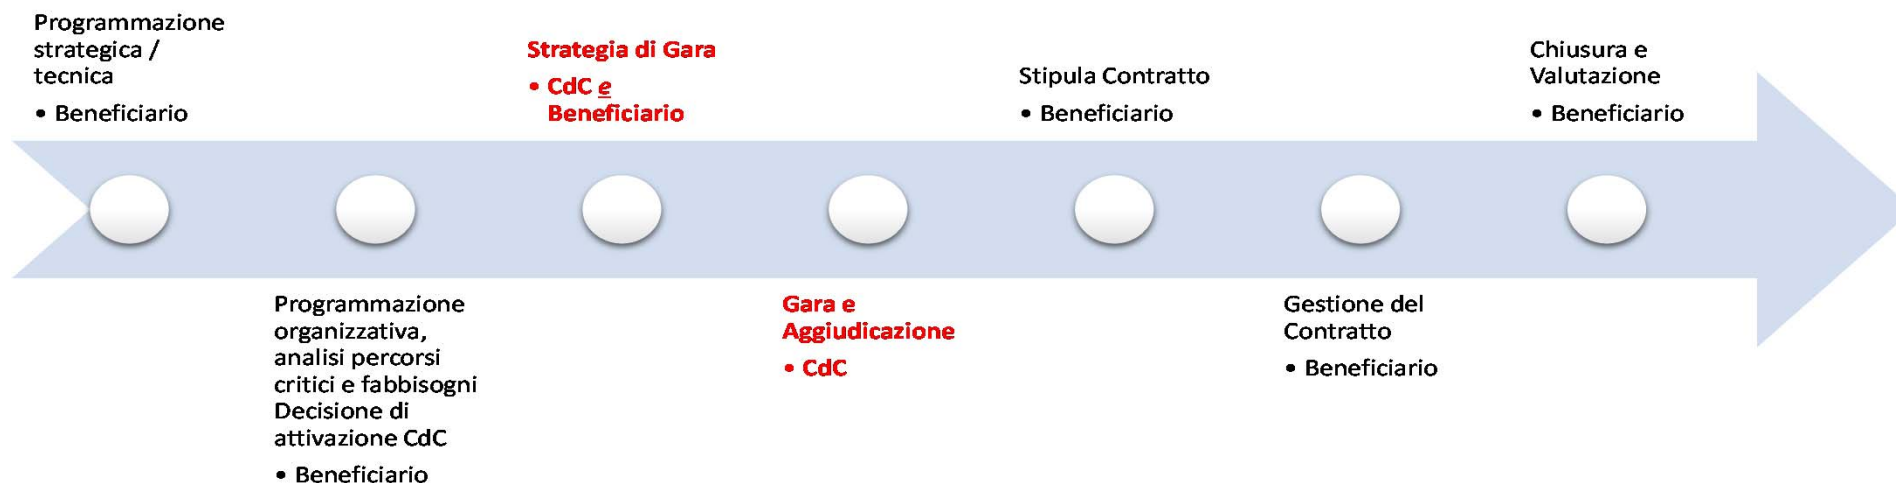 Programmazione
strategica /
tecnica
• Beneficiario
Programmazione
organizzativa,
analisi percorsi
critici e fabbisogni
Decisione di
attivazione CdC
• Beneficiario
Strategia di Gara
• CdC e
Beneficiario
Gara e
Aggiudicazione
• CdC
Stipula Contratto
• Beneficiario
Gestione del
Contratto
• Beneficiario
Chiusura e
Valutazione
• Beneficiario